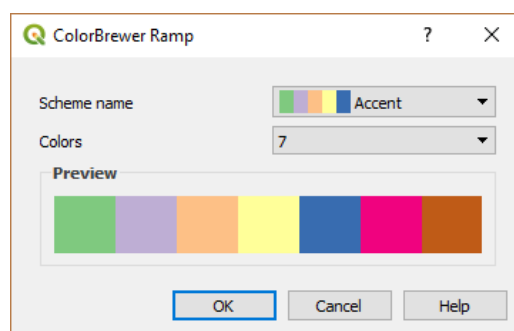 ColorBrewer Ramp ?
Scheme name Accent
Colors 7
Preview
OK Cancel Help